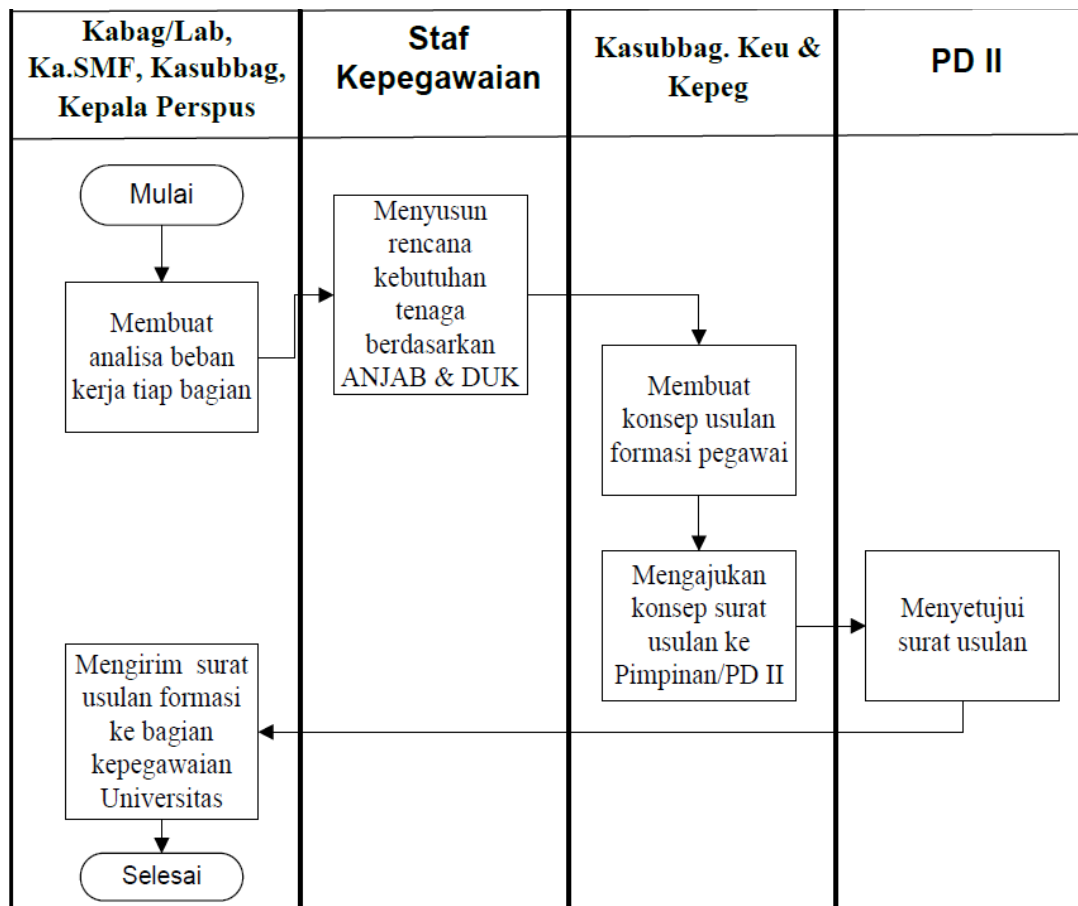 Kabag/Lab,
Ka.SMF, Kasubbag,
Kepala Perspus
Staf
Kepegawaian
Kasubbag. Keu &
Kepeg
PD II
Mulai
Membuat
analisa beban
kerja tiap bagian
Menyusun
rencana
kebutuhan
tenaga
berdasarkan
ANJAB & DUK
Membuat
konsep usulan
formasi pegawai
Mengajukan
konsep surat
usulan ke
Pimpinan/PD II
Menyetujui
surat usulan
Mengirim surat
usulan formasi
ke bagian
kepegawaian
Universitas
Selesai